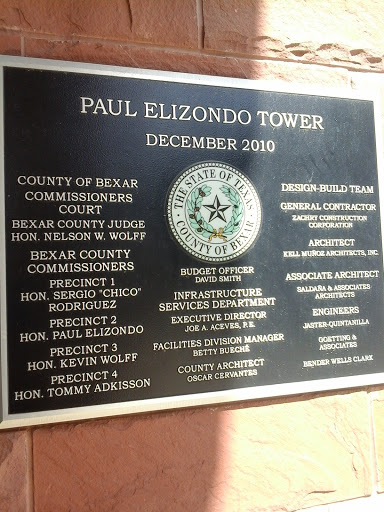 PAUL ELIZONDO TOWER
DECEMBER 2010
COUNTY OF BEXAR
COMMISSIONERS
COURT
BEXAR COUNTY JUDGE
HON. NELSON W. WOLFF
BEXAR COUNTY
COMMISSIONERS
PRECINCT 1
HON. SERGIO "CHICO"
RODRIGUEZ
PRECINCT 2
HON. PAUL ELIZONDO
PRECINCT 3
HON. KEVIN WOLFF
PRECINCT 4
HON. TOMMY ADKISSON
THE STATE OF TEXAS
COUNTY OF BEXAR
BUDGET OFFICER
DAVID SMITH
INFRASTRUCTURE
SERVICES DEPARTMENT
EXECUTIVE DIRECTOR
JOE A. ACEVES, P.E.
FACILITIES DIVISION MANAGER
BETTY BUECHÉ
COUNTY ARCHITECT
OSCAR CERVANTES
DESIGN-BUILD TEAM
GENERAL CONTRACTOR
ZACHRY CONSTRUCTION
CORPORATION
ARCHITECT
KELL MUÑOZ ARCHITECTS, INC.
ASSOCIATE ARCHITECT
SALDAÑA & ASSOCIATES
ARCHITECTS
ENGINEERS
JASTER-QUINTANILLA
GOETTING &
ASSOCIATES
BENDER WELLS CLARK